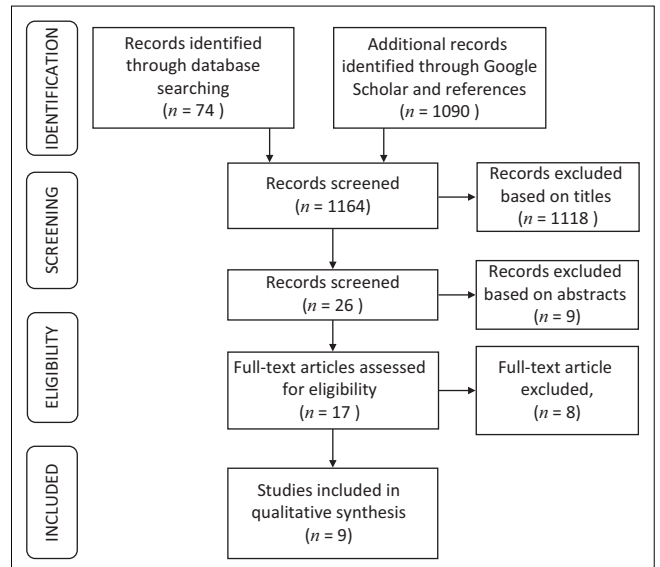 IDENTIFICATION
Records identified
through database
searching
(n = 74 )
Additional records
identified through Google
Scholar and references
(n = 1090 )
SCREENING
Records screened
(n = 1164)
Records excluded
based on titles
(n = 1118 )
Records screened
(n = 26 )
Records excluded
based on abstracts
(n = 9)
ELIGIBILITY
Full-text articles assessed
for eligibility
(n = 17 )
Full-text article
excluded,
(n = 8)
INCLUDED
Studies included in
qualitative synthesis
(n = 9)